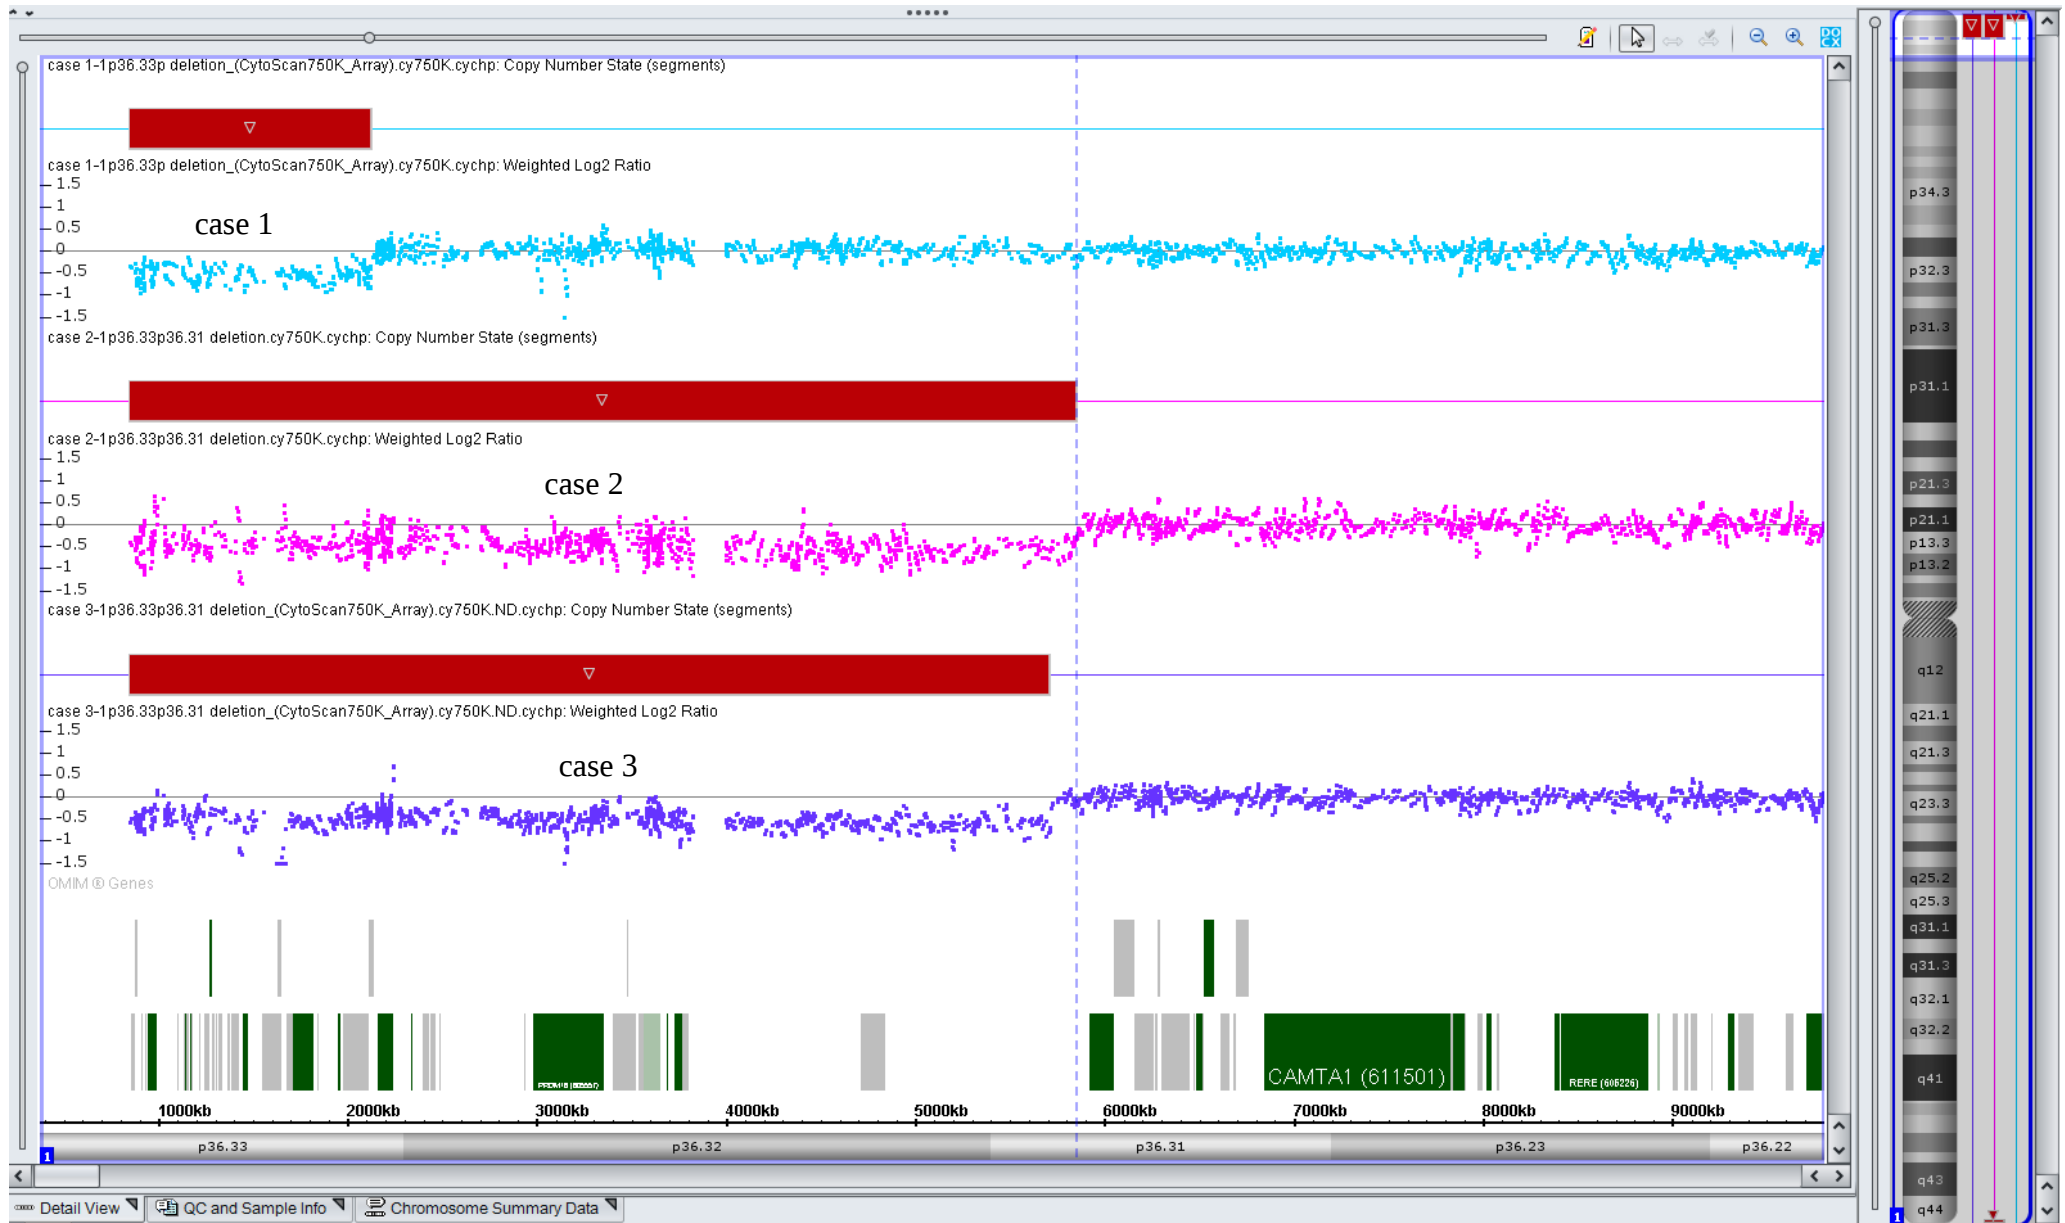 case 1-1p36.33p deletion_(CytoScan750K_Array).cy750K.cychp: Copy Number State (segments)
case 1-1p36.33p deletion_(CytoScan750K_Array).cy750K.cychp: Weighted Log2 Ratio
1.5
1
0.5
0
-0.5
-1
-1.5
case 1
case 2-1p36.33p36.31 deletion.cy750K.cychp: Copy Number State (segments)
case 2-1p36.33p36.31 deletion.cy750K.cychp: Weighted Log2 Ratio
1.5
1
0.5
0
-0.5
-1
-1.5
case 2
case 3-1p36.33p36.31 deletion_(CytoScan750K_Array).cy750K.ND.cychp: Copy Number State (segments)
case 3-1p36.33p36.31 deletion_(CytoScan750K_Array).cy750K.ND.cychp: Weighted Log2 Ratio
1.5
1
0.5
0
-0.5
-1
-1.5
case 3
OMIM ® Genes
CAMTA1 (611501)
RERE (605226)
1000kb 2000kb 3000kb 4000kb 5000kb 6000kb 7000kb 8000kb 9000kb
p36.33 p36.32 p36.31 p36.23 p36.22
1
Detail View QC and Sample Info Chromosome Summary Data
DOCX
p34.3
p32.3
p31.3
p31.1
p21.3
p21.1
p13.3
p13.2
q12
q21.1
q21.3
q23.3
q25.2
q25.3
q31.1
q31.3
q32.1
q32.2
q41
q43
q44
1